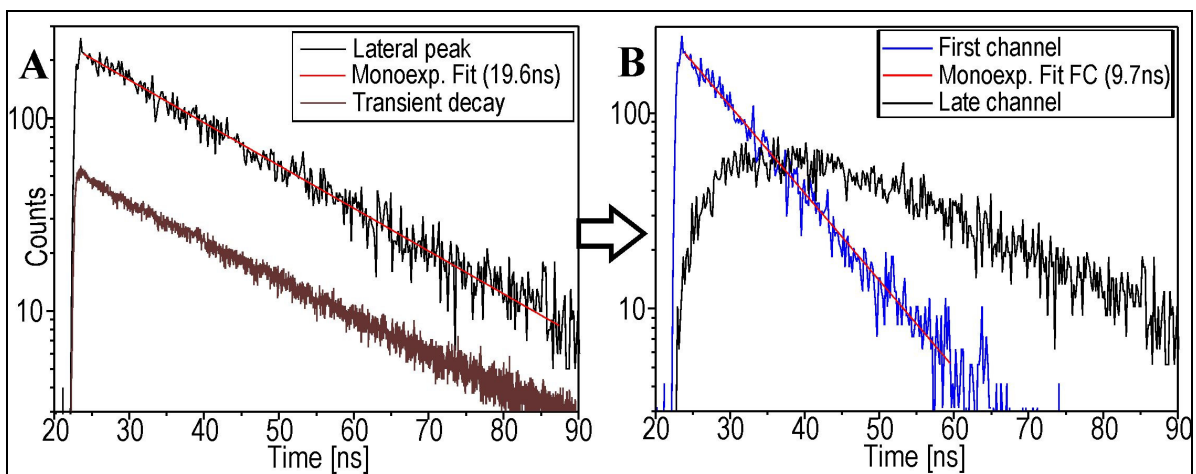 A
Lateral peak
Monoexp. Fit (19.6ns)
Transient decay
100
10
Counts
20 30 40 50 60 70 80 90
Time [ns]
B
First channel
Monoexp. Fit FC (9.7ns)
Late channel
100
10
20 30 40 50 60 70 80 90
Time [ns]